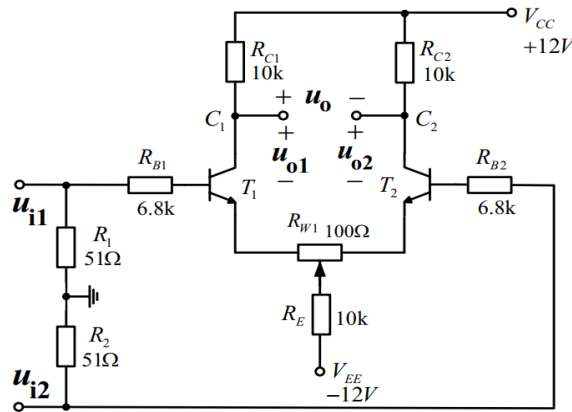 V_CC
+12V
R_C1
10k
R_C2
10k
C_1
+ u_o −
C_2
+
u_o1
−
+
u_o2
−
R_B1
6.8k
T_1
T_2
R_B2
6.8k
u_i1
R_1
51Ω
R_W1 100Ω
R_2
51Ω
R_E 10k
u_i2
V_EE
−12V